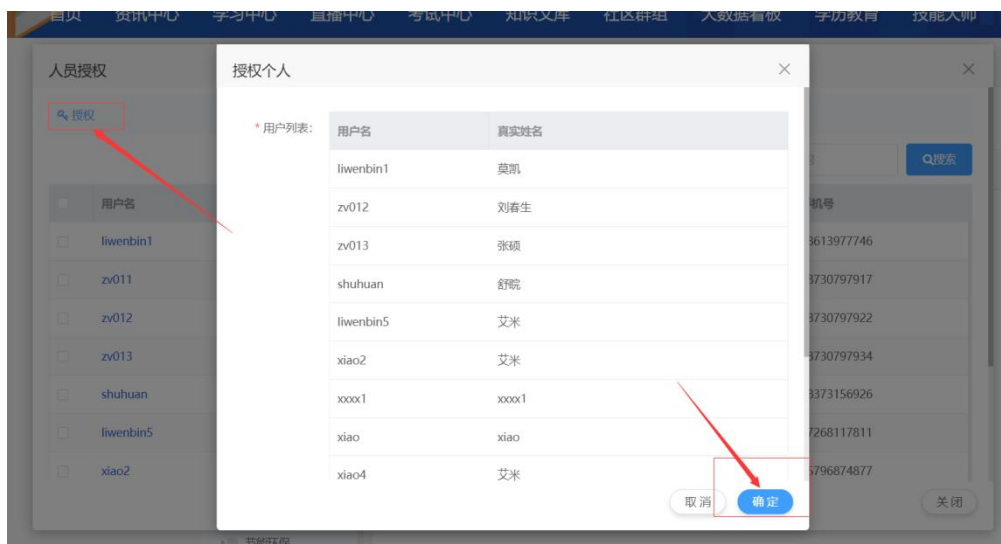 首页 资讯中心 学习中心 直播中心 考试中心 知识文库 社区群组 大数据看板 学历教育 技能大师
人员授权
授权个人
授权
* 用户列表:
用户名 真实姓名
liwenbin1 莫凯
zv012 刘春生
zv013 张硕
shuhuan 舒皖
liwenbin5 艾米
xiao2 艾米
xxxx1 xxxx1
xiao xiao
xiao4 艾米
取消 确定
搜索
用户名 机号
liwenbin1 3613977746
zv011 3730797917
zv012 3730797922
zv013 3730797934
shuhuan 3373156926
liwenbin5 7268117811
xiao2 5796874877
关闭
节能环保